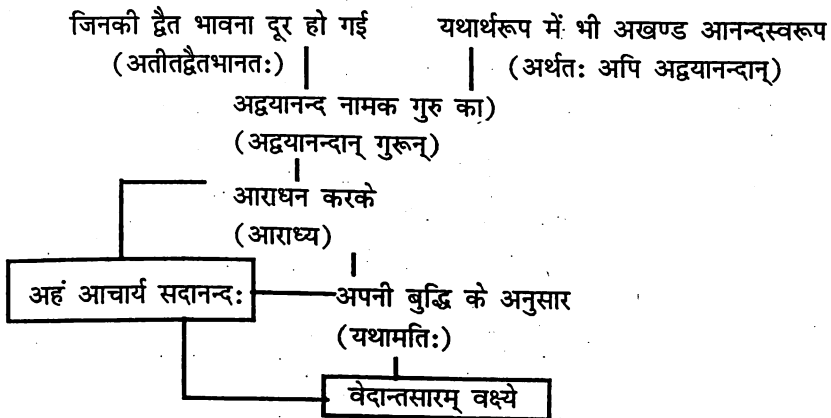 जिनकी द्वैत भावना दूर हो गई यथार्थरूप में भी अखण्ड आनन्दस्वरूप
(अतीतद्वैतभानतः) (अर्थतः अपि अद्वयानन्दान्)
अद्वयानन्द नामक गुरु का)
(अद्वयानन्दान् गुरून्)
आराधन करके
(आराध्य)
अहं आचार्य सदानन्दः अपनी बुद्धि के अनुसार
(यथामतिः)
वेदान्तसारम् वक्ष्ये